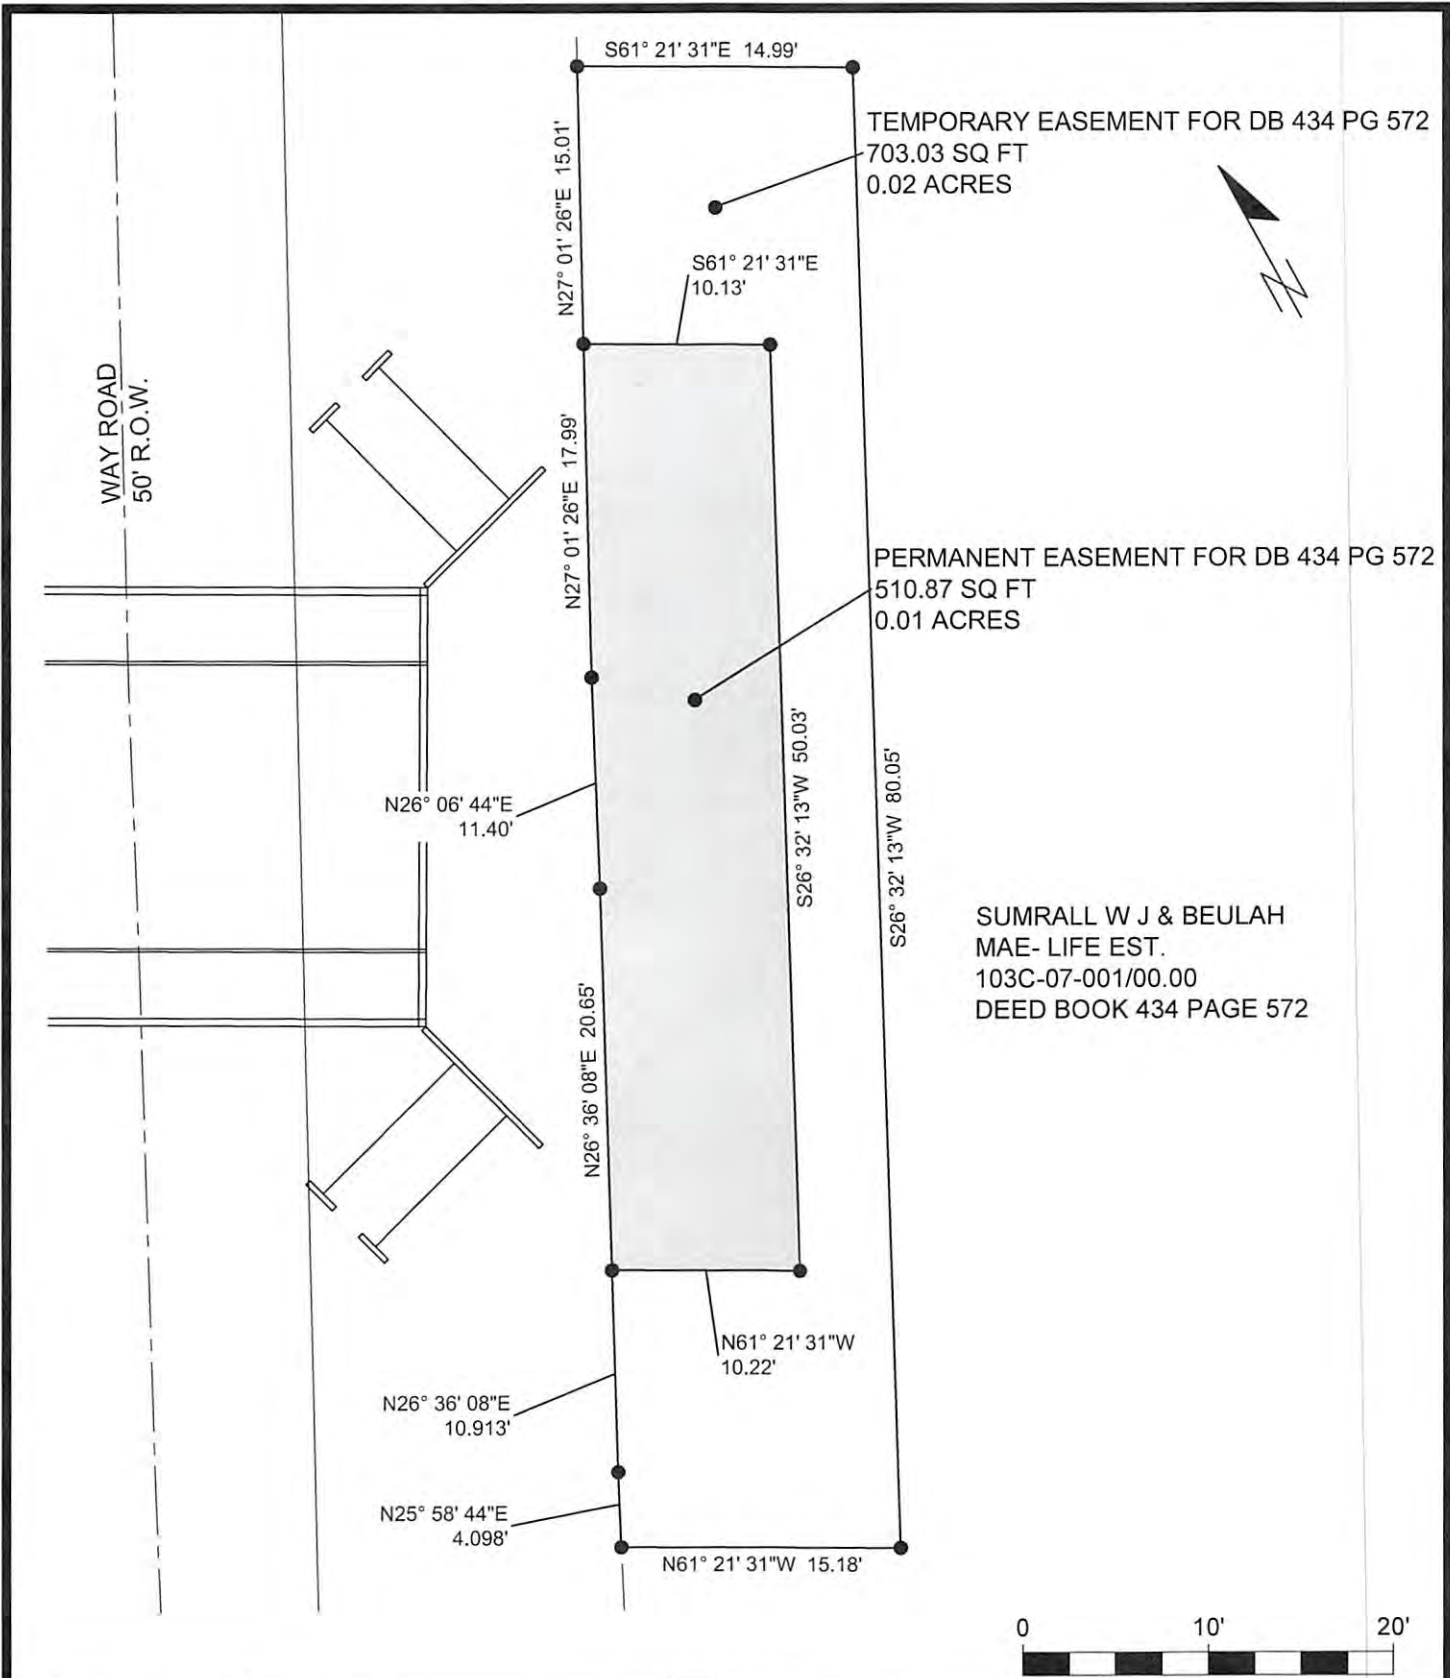 S61° 21' 31"E 14.99'
TEMPORARY EASEMENT FOR DB 434 PG 572
703.03 SQ FT
0.02 ACRES
N27° 01' 26"E 15.01'
S61° 21' 31"E
10.13'
WAY ROAD
50' R.O.W.
N27° 01' 26"E 17.99'
PERMANENT EASEMENT FOR DB 434 PG 572
510.87 SQ FT
0.01 ACRES
N26° 06' 44"E
11.40'
S26° 32' 13"W 50.03'
S26° 32' 13"W 80.05'
SUMRALL W J & BEULAH
MAE- LIFE EST.
103C-07-001/00.00
DEED BOOK 434 PAGE 572
N26° 36' 08"E 20.65'
N61° 21' 31"W
10.22'
N26° 36' 08"E
10.913'
N25° 58' 44"E
4.098'
N61° 21' 31"W 15.18'
0 10' 20'